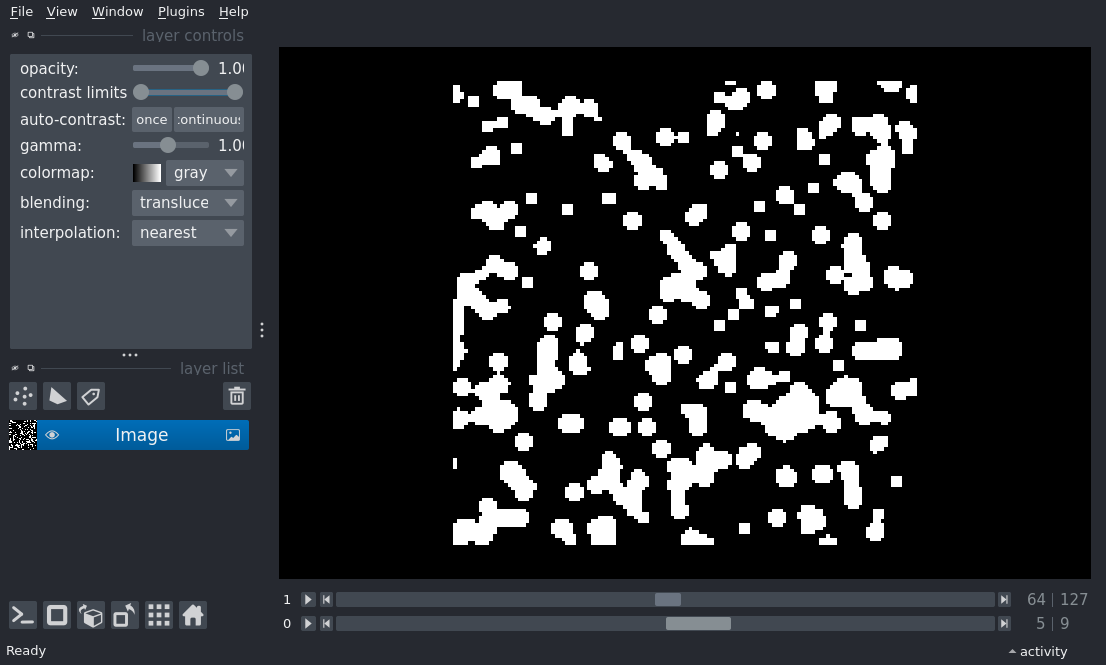 File View Window Plugins Help
layer controls
opacity: 1.00
contrast limits
auto-contrast: once continuous
gamma: 1.00
colormap: gray
blending: transluce
interpolation: nearest
layer list
Image
1 64 | 127
0 5 | 9
Ready activity